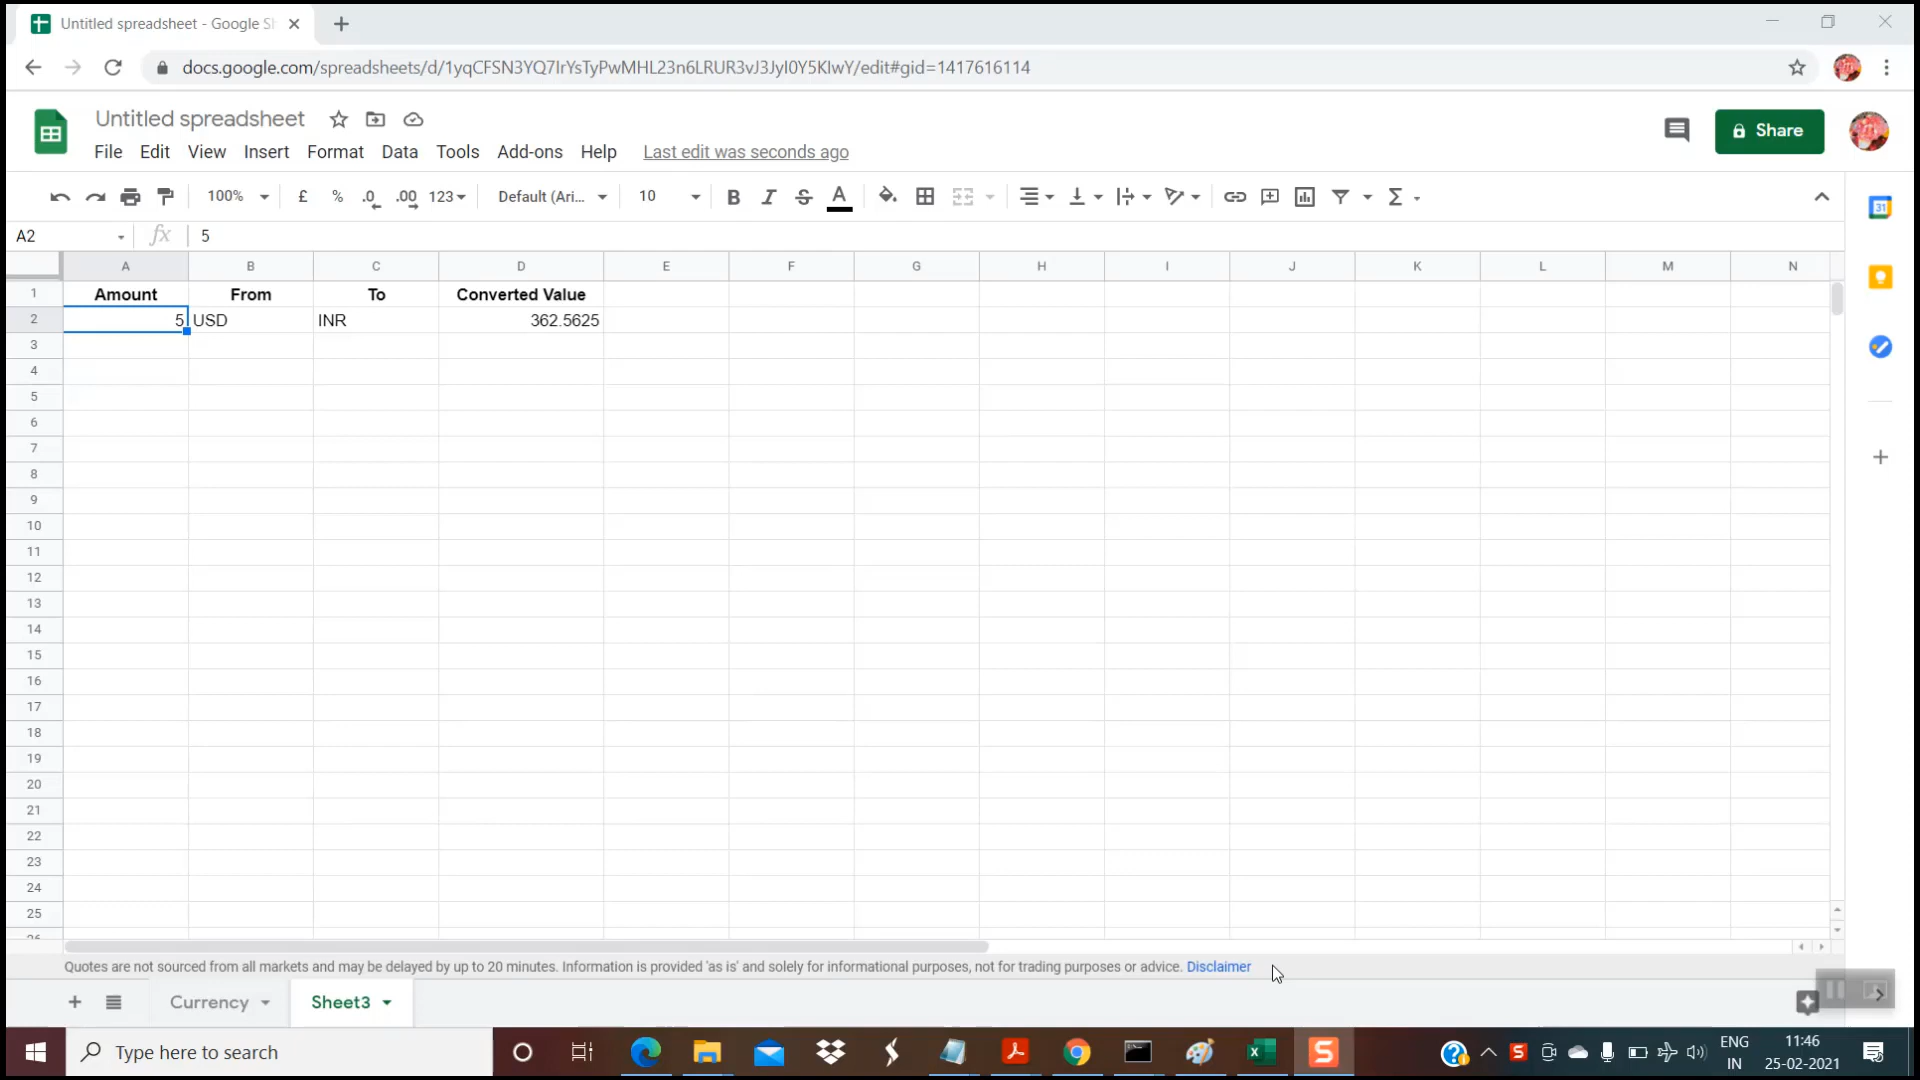 Untitled spreadsheet - Google Sh
docs.google.com/spreadsheets/d/1yqCFSN3YQ7IrYsTyPwMHL23n6LRUR3vJ3JyI0Y5KIwY/edit#gid=1417616114
Untitled spreadsheet
File Edit View Insert Format Data Tools Add-ons Help Last edit was seconds ago
Share
100% £ % .0 .00 123 Default (Ari... 10 B I S A Σ
31
A2 fx 5
A B C D E F G H I J K L M N
1 Amount From To Converted Value
2 5 USD INR 362.5625
3
4
5
6
7
8
9
10
11
12
13
14
15
16
17
18
19
20
21
22
23
24
25
26
Quotes are not sourced from all markets and may be delayed by up to 20 minutes. Information is provided 'as is' and solely for informational purposes, not for trading purposes or advice. Disclaimer
Currency Sheet3
Type here to search
ENG 11:46
IN 25-02-2021